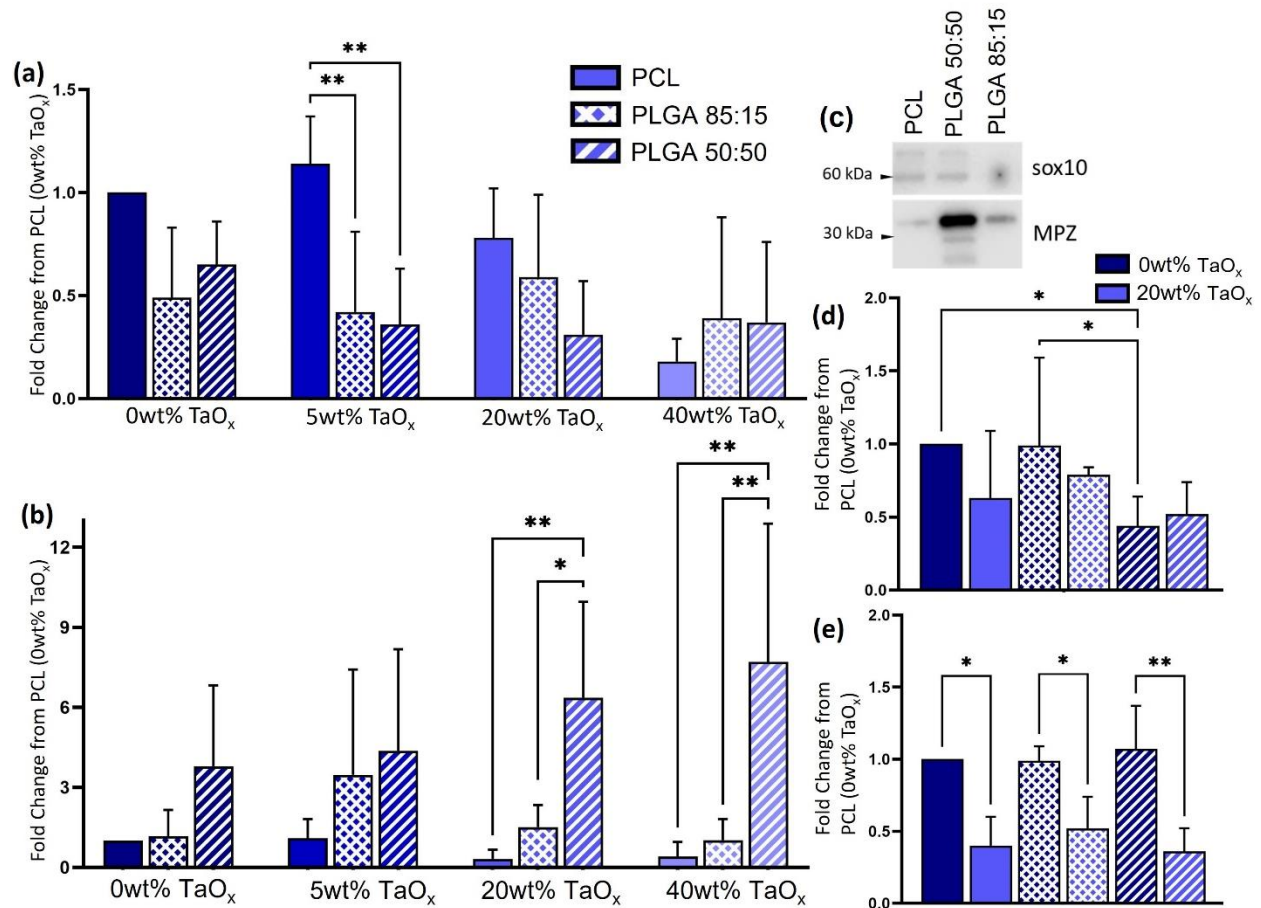 (a)
Fold Change from PCL (0wt% TaOx)
1.5
1.0
0.5
0.0
**
**
PCL
PLGA 85:15
PLGA 50:50
0wt% TaOx
5wt% TaOx
20wt% TaOx
40wt% TaOx
(b)
Fold Change from PCL (0wt% TaOx)
12
9
6
3
0
**
*
**
**
0wt% TaOx
5wt% TaOx
20wt% TaOx
40wt% TaOx
(c)
PCL
PLGA 50:50
PLGA 85:15
60 kDa
sox10
30 kDa
MPZ
0wt% TaOx
20wt% TaOx
(d)
Fold Change from
PCL (0wt% TaOx)
2.0
1.5
1.0
0.5
0.0
*
*
(e)
Fold Change from
PCL (0wt% TaOx)
2.0
1.5
1.0
0.5
0.0
*
*
**